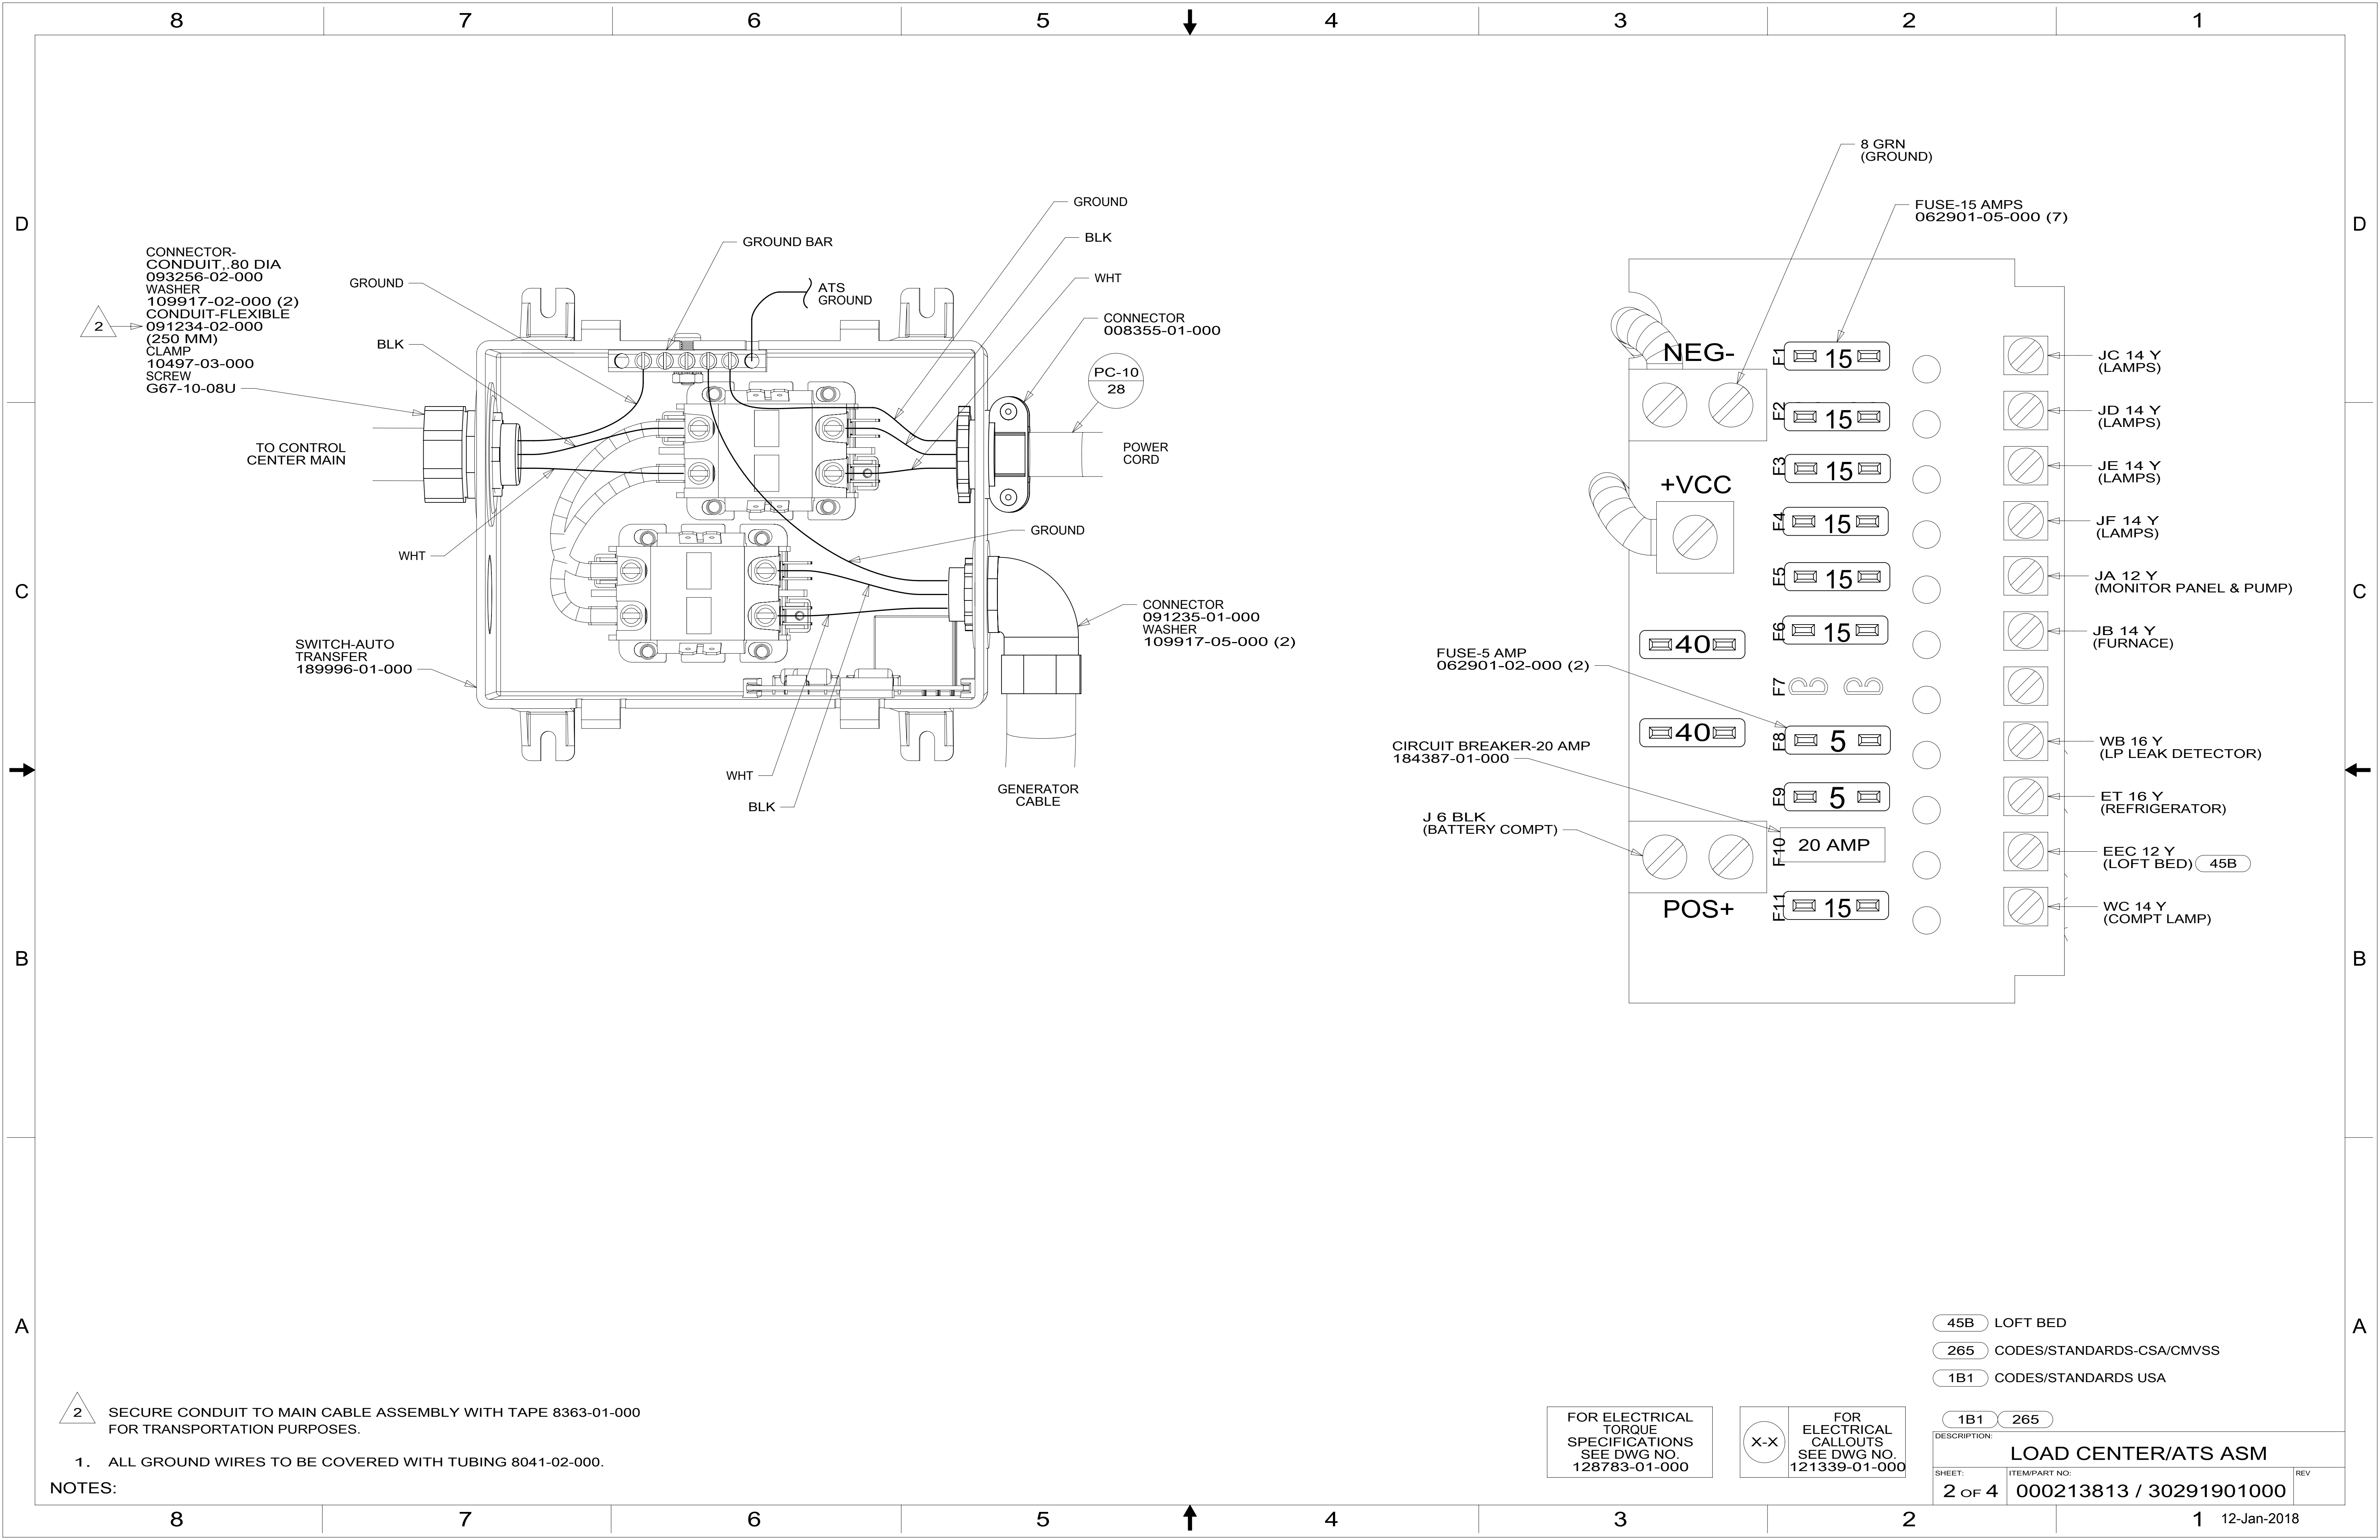 8 7 6 5 4 3 2 1
D
C
B
A
CONNECTOR-
CONDUIT,.80 DIA
093256-02-000
WASHER
109917-02-000 (2)
CONDUIT-FLEXIBLE
091234-02-000
(250 MM)
CLAMP
10497-03-000
SCREW
G67-10-08U
2
GROUND
BLK
TO CONTROL
CENTER MAIN
WHT
SWITCH-AUTO
TRANSFER
189996-01-000
GROUND BAR
ATS
GROUND
GROUND
BLK
WHT
CONNECTOR
008355-01-000
PC-10
28
POWER
CORD
GROUND
CONNECTOR
091235-01-000
WASHER
109917-05-000 (2)
WHT
BLK
GENERATOR
CABLE
8 GRN
(GROUND)
FUSE-15 AMPS
062901-05-000 (7)
NEG-
+VCC
40
40
POS+
FUSE-5 AMP
062901-02-000 (2)
CIRCUIT BREAKER-20 AMP
184387-01-000
J 6 BLK
(BATTERY COMPT)
F1 15
F2 15
F3 15
F4 15
F5 15
F6 15
F7
F8 5
F9 5
F10 20 AMP
F11 15
JC 14 Y
(LAMPS)
JD 14 Y
(LAMPS)
JE 14 Y
(LAMPS)
JF 14 Y
(LAMPS)
JA 12 Y
(MONITOR PANEL & PUMP)
JB 14 Y
(FURNACE)
WB 16 Y
(LP LEAK DETECTOR)
ET 16 Y
(REFRIGERATOR)
EEC 12 Y
(LOFT BED) 45B
WC 14 Y
(COMPT LAMP)
D
C
B
A
45B LOFT BED
265 CODES/STANDARDS-CSA/CMVSS
1B1 CODES/STANDARDS USA
1B1 265
2 SECURE CONDUIT TO MAIN CABLE ASSEMBLY WITH TAPE 8363-01-000
FOR TRANSPORTATION PURPOSES.
1. ALL GROUND WIRES TO BE COVERED WITH TUBING 8041-02-000.
NOTES:
FOR ELECTRICAL
TORQUE
SPECIFICATIONS
SEE DWG NO.
128783-01-000
X-X
FOR
ELECTRICAL
CALLOUTS
SEE DWG NO.
121339-01-000
DESCRIPTION:
LOAD CENTER/ATS ASM
SHEET:
2 OF 4
ITEM/PART NO:
000213813 / 30291901000
REV
8 7 6 5 4 3 2 1
12-Jan-2018